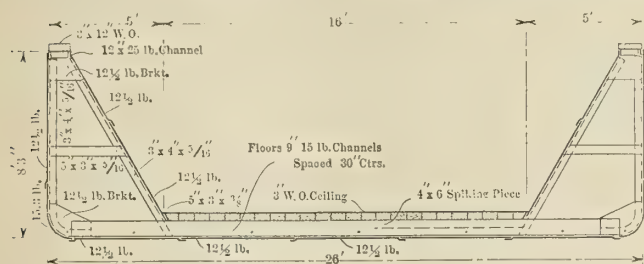 5'
16'
5'
3" x 12" W.O.
12" x 25 lb. Channel
12½ lb. Brkt.
12½ lb.
3" x 4" x 5/16"
12½ lb.
8'3"
3" x 4" x 5/16"
5 x 3" x 5/16"
Floors 9" 15 lb. Channels
Spaced 30" Ctrs.
12½ lb.
5" x 3" x 3/8"
3" W.O. Ceiling
4" x 6" Spiking Piece
15.3 lb.
12½ lb. Brkt.
12½ lb.
12½ lb.
12½ lb.
26'